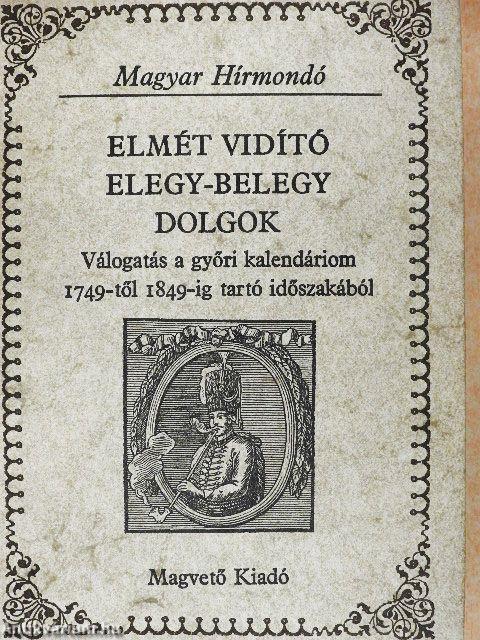 Magyar Hírmondó
ELMÉT VIDÍTÓ
ELEGY-BELEGY
DOLGOK
Válogatás a győri kalendáriom
1749-től 1849-ig tartó időszakából
Magvető Kiadó